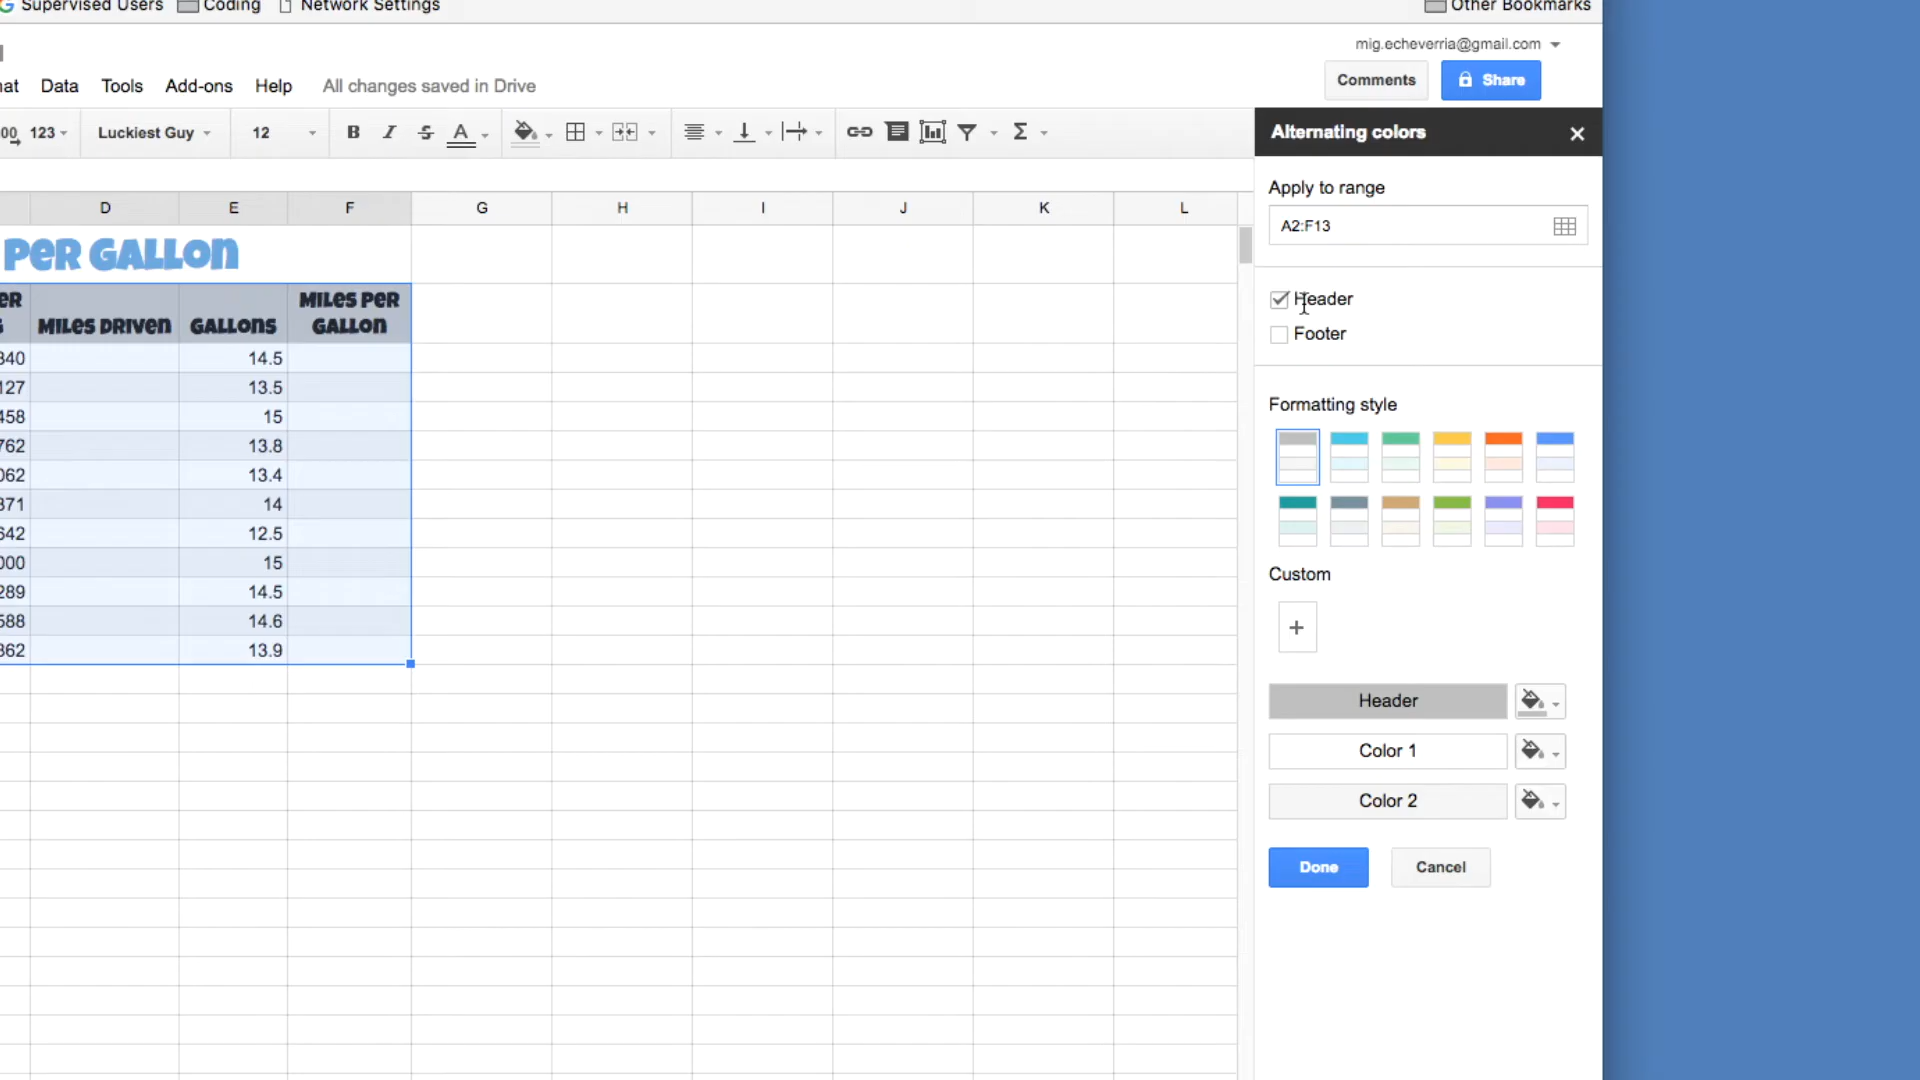 Supervised Users Coding Network Settings Other Bookmarks
mig.echeverria@gmail.com
Data Tools Add-ons Help All changes saved in Drive
Comments Share
123 Luckiest Guy 12 B I S A Σ
Alternating colors
Apply to range
A2:F13
D E F G H I J K L
PER GALLON
MILES DRIVEN GALLONS MILES PER GALLON
340 14.5
127 13.5
458 15
762 13.8
062 13.4
371 14
642 12.5
000 15
289 14.5
588 14.6
362 13.9
Header
Footer
Formatting style
Custom
+
Header
Color 1
Color 2
Done Cancel